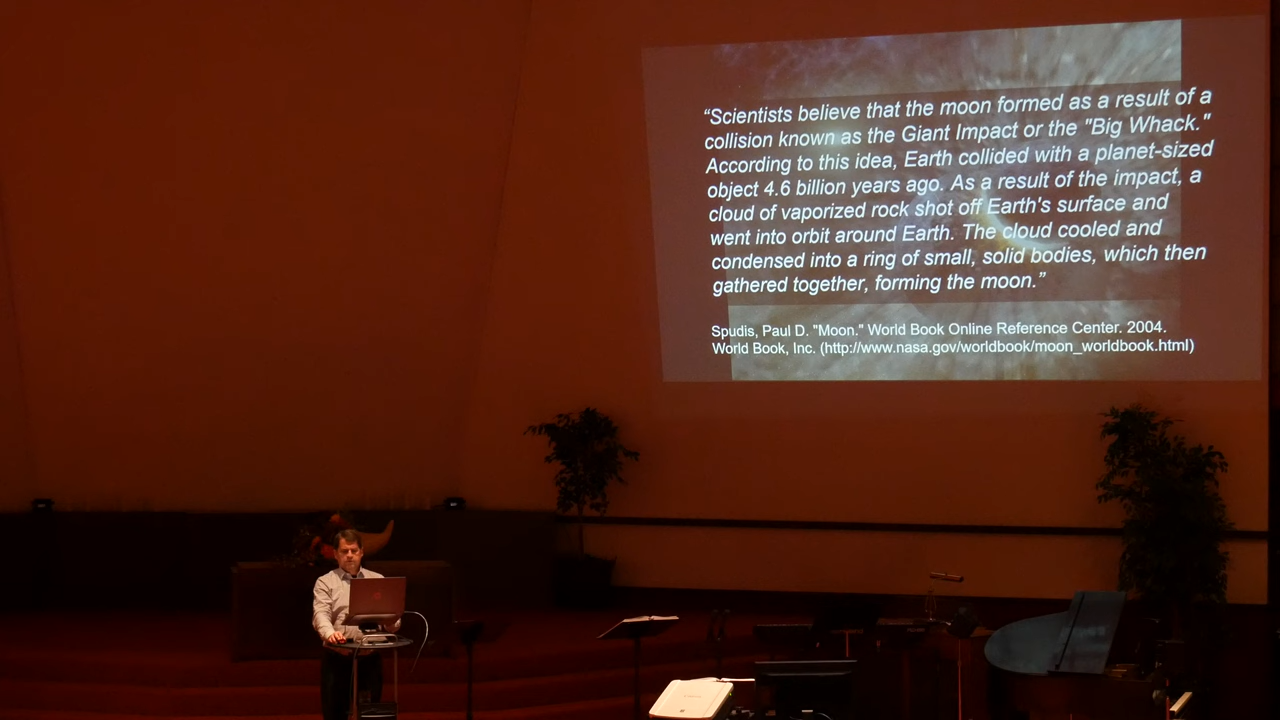 “Scientists believe that the moon formed as a result of a
collision known as the Giant Impact or the "Big Whack."
According to this idea, Earth collided with a planet-sized
object 4.6 billion years ago. As a result of the impact, a
cloud of vaporized rock shot off Earth's surface and
went into orbit around Earth. The cloud cooled and
condensed into a ring of small, solid bodies, which then
gathered together, forming the moon.”
Spudis, Paul D. "Moon." World Book Online Reference Center. 2004.
World Book, Inc. (http://www.nasa.gov/worldbook/moon_worldbook.html)